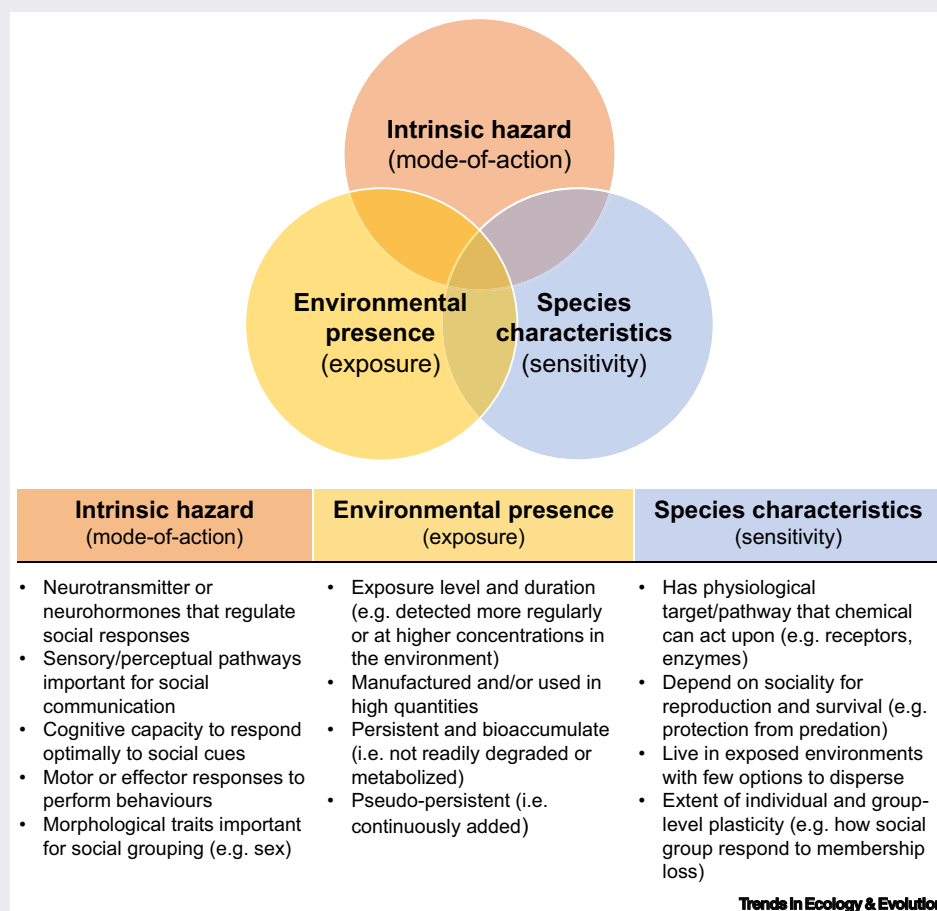 Intrinsic hazard
(mode-of-action)
Environmental
presence
(exposure)
Species
characteristics
(sensitivity)
Intrinsic hazard
(mode-of-action)
• Neurotransmitter or
neurohormones that regulate
social responses
• Sensory/perceptual pathways
important for social
communication
• Cognitive capacity to respond
optimally to social cues
• Motor or effector responses to
perform behaviours
• Morphological traits important
for social grouping (e.g. sex)
Environmental presence
(exposure)
• Exposure level and duration
(e.g. detected more regularly
or at higher concentrations in
the environment)
• Manufactured and/or used in
high quantities
• Persistent and bioaccumulate
(i.e. not readily degraded or
metabolized)
• Pseudo-persistent (i.e.
continuously added)
Species characteristics
(sensitivity)
• Has physiological
target/pathway that chemical
can act upon (e.g. receptors,
enzymes)
• Depend on sociality for
reproduction and survival (e.g.
protection from predation)
• Live in exposed environments
with few options to disperse
• Extent of individual and group-
level plasticity (e.g. how social
group respond to membership
loss)
Trends in Ecology & Evolution